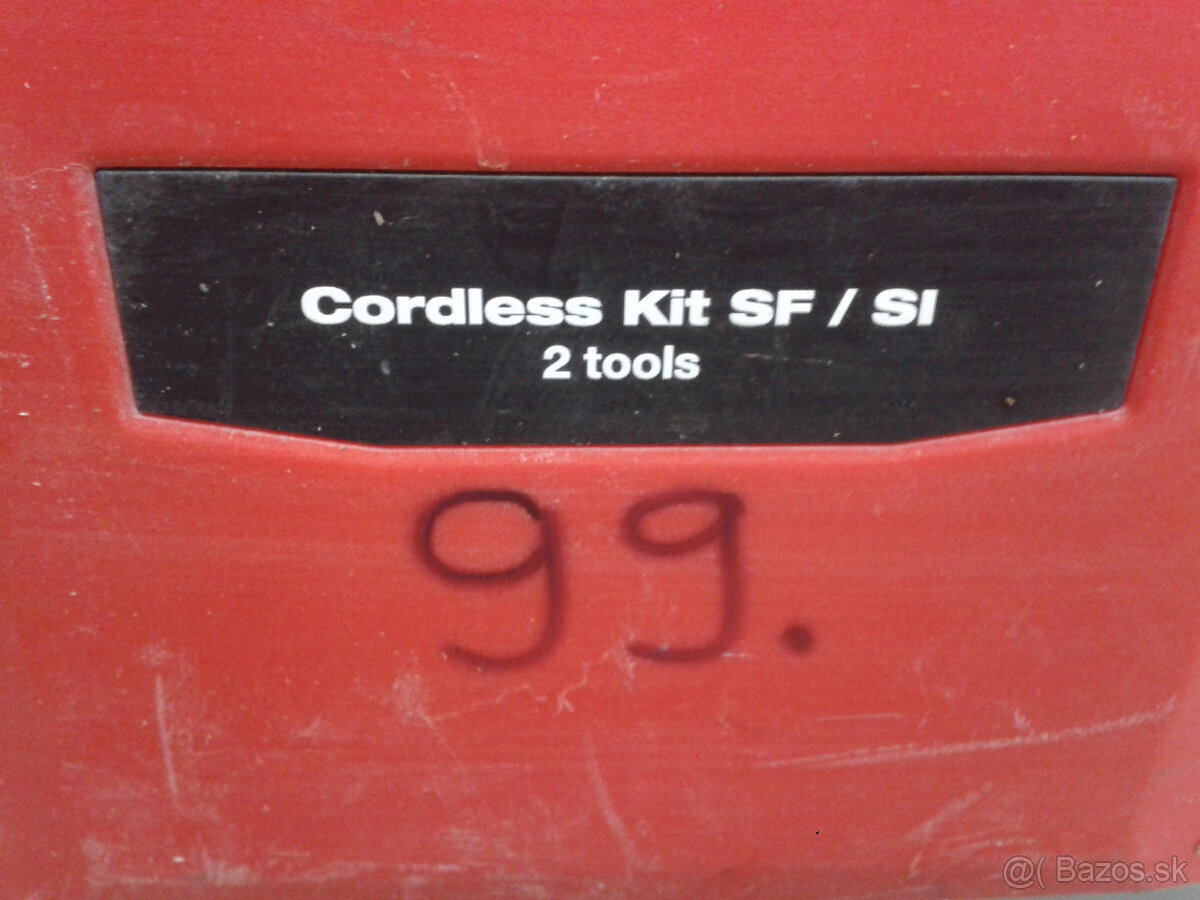 Cordless Kit SF / SI
2 tools
99.
@( Bazos.sk